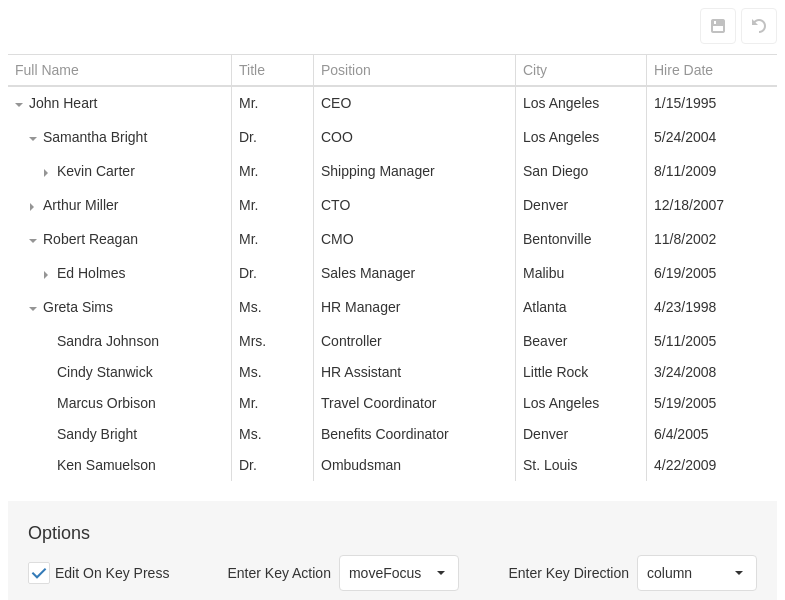 Full Name Title Position City Hire Date
John Heart Mr. CEO Los Angeles 1/15/1995
Samantha Bright Dr. COO Los Angeles 5/24/2004
Kevin Carter Mr. Shipping Manager San Diego 8/11/2009
Arthur Miller Mr. CTO Denver 12/18/2007
Robert Reagan Mr. CMO Bentonville 11/8/2002
Ed Holmes Dr. Sales Manager Malibu 6/19/2005
Greta Sims Ms. HR Manager Atlanta 4/23/1998
Sandra Johnson Mrs. Controller Beaver 5/11/2005
Cindy Stanwick Ms. HR Assistant Little Rock 3/24/2008
Marcus Orbison Mr. Travel Coordinator Los Angeles 5/19/2005
Sandy Bright Ms. Benefits Coordinator Denver 6/4/2005
Ken Samuelson Dr. Ombudsman St. Louis 4/22/2009
Options
Edit On Key Press Enter Key Action moveFocus Enter Key Direction column